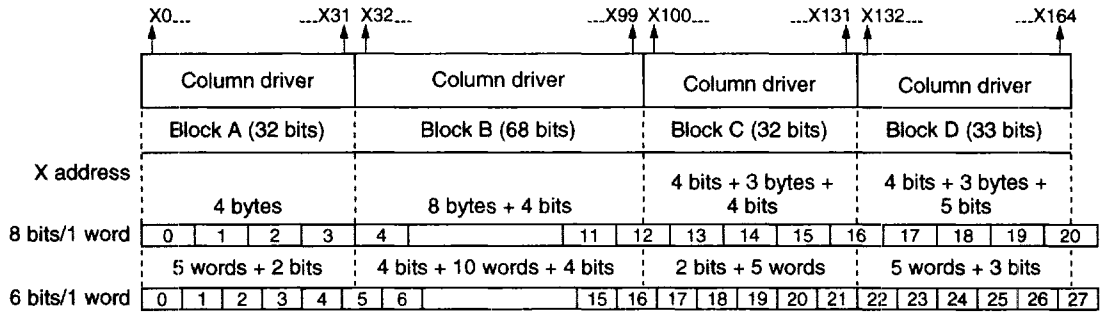 X0... ...X31 X32... ...X99 X100... ...X131 X132... ...X164
Column driver Column driver Column driver Column driver
Block A (32 bits) Block B (68 bits) Block C (32 bits) Block D (33 bits)
X address
4 bytes 8 bytes + 4 bits 4 bits + 3 bytes + 4 bits 4 bits + 3 bytes + 5 bits
8 bits/1 word 0 1 2 3 4 11 12 13 14 15 16 17 18 19 20
5 words + 2 bits 4 bits + 10 words + 4 bits 2 bits + 5 words 5 words + 3 bits
6 bits/1 word 0 1 2 3 4 5 6 15 16 17 18 19 20 21 22 23 24 25 26 27